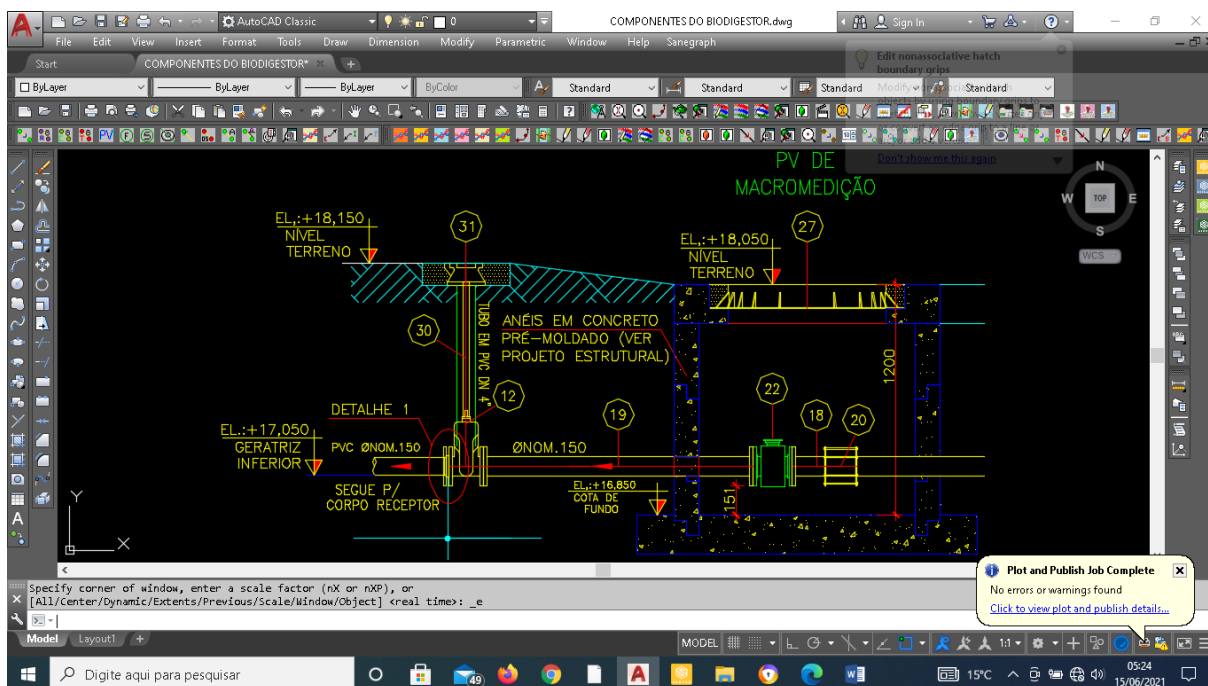 AutoCAD Classic
0
COMPONENTES DO BIODIGESTOR.dwg
Sign In
File Edit View Insert Format Tools Draw Dimension Modify Parametric Window Help Sanegraph
Start
COMPONENTES DO BIODIGESTOR*
Edit nonassociative hatch
boundary grips
Don't show me this again
ByLayer
ByLayer
ByLayer
ByColor
Standard
Standard
Standard
Standard
PV DE
MACROMEDIÇÃO
N
W
TOP
E
S
WCS
EL,:+18,150
NÍVEL
TERRENO
31
EL,:+18,050
NÍVEL
TERRENO
27
30
TUBO EM PVC DN 4"
ANÉIS EM CONCRETO
PRÉ-MOLDADO (VER
PROJETO ESTRUTURAL)
1200
12
22
DETALHE 1
19
18
20
EL.:+17,050
GERATRIZ
INFERIOR
PVC ØNOM.150
ØNOM.150
SEGUE P/
CORPO RECEPTOR
EL,:+16,850
COTA DE
FUNDO
151
Y
X
Specify corner of window, enter a scale factor (nX or nXP), or
[All/Center/Dynamic/Extents/Previous/Scale/Window/Object] <real time>: _e
Plot and Publish Job Complete
No errors or warnings found
Click to view plot and publish details...
Model
Layout1
MODEL
1:1
Digite aqui para pesquisar
49
15°C
05:24
15/06/2021